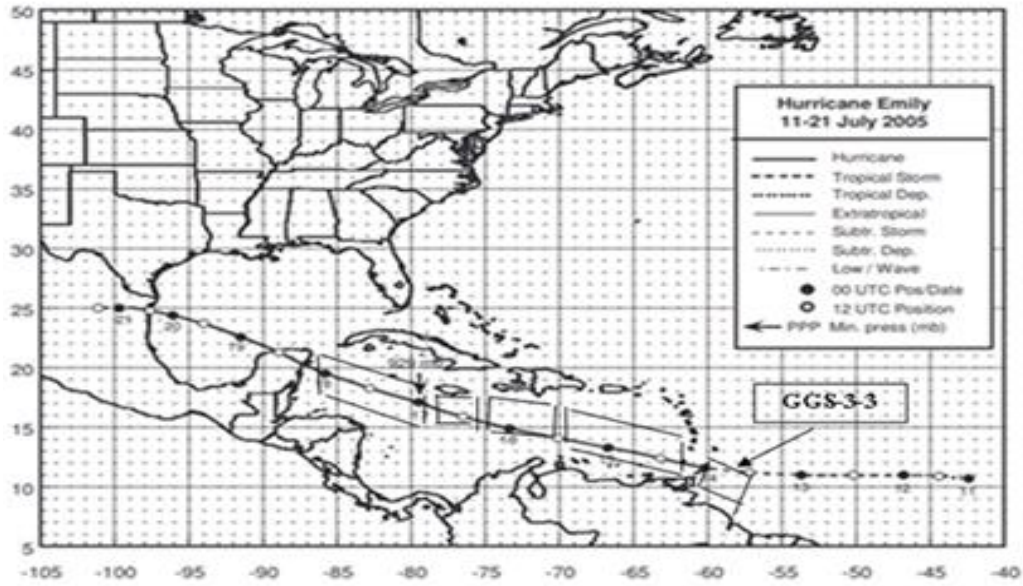 50
45
40
35
30
25
20
15
10
5
-105 -100 -95 -90 -85 -80 -75 -70 -65 -60 -55 -50 -45 -40
Hurricane Emily
11-21 July 2005
Hurricane
Tropical Storm
Tropical Dep.
Extratropical
Subtr. Storm
Subtr. Dep.
Low / Wave
00 UTC Pos/Date
12 UTC Position
PPP Min. press (mb)
GGS-3-3
20
19
13
12
11